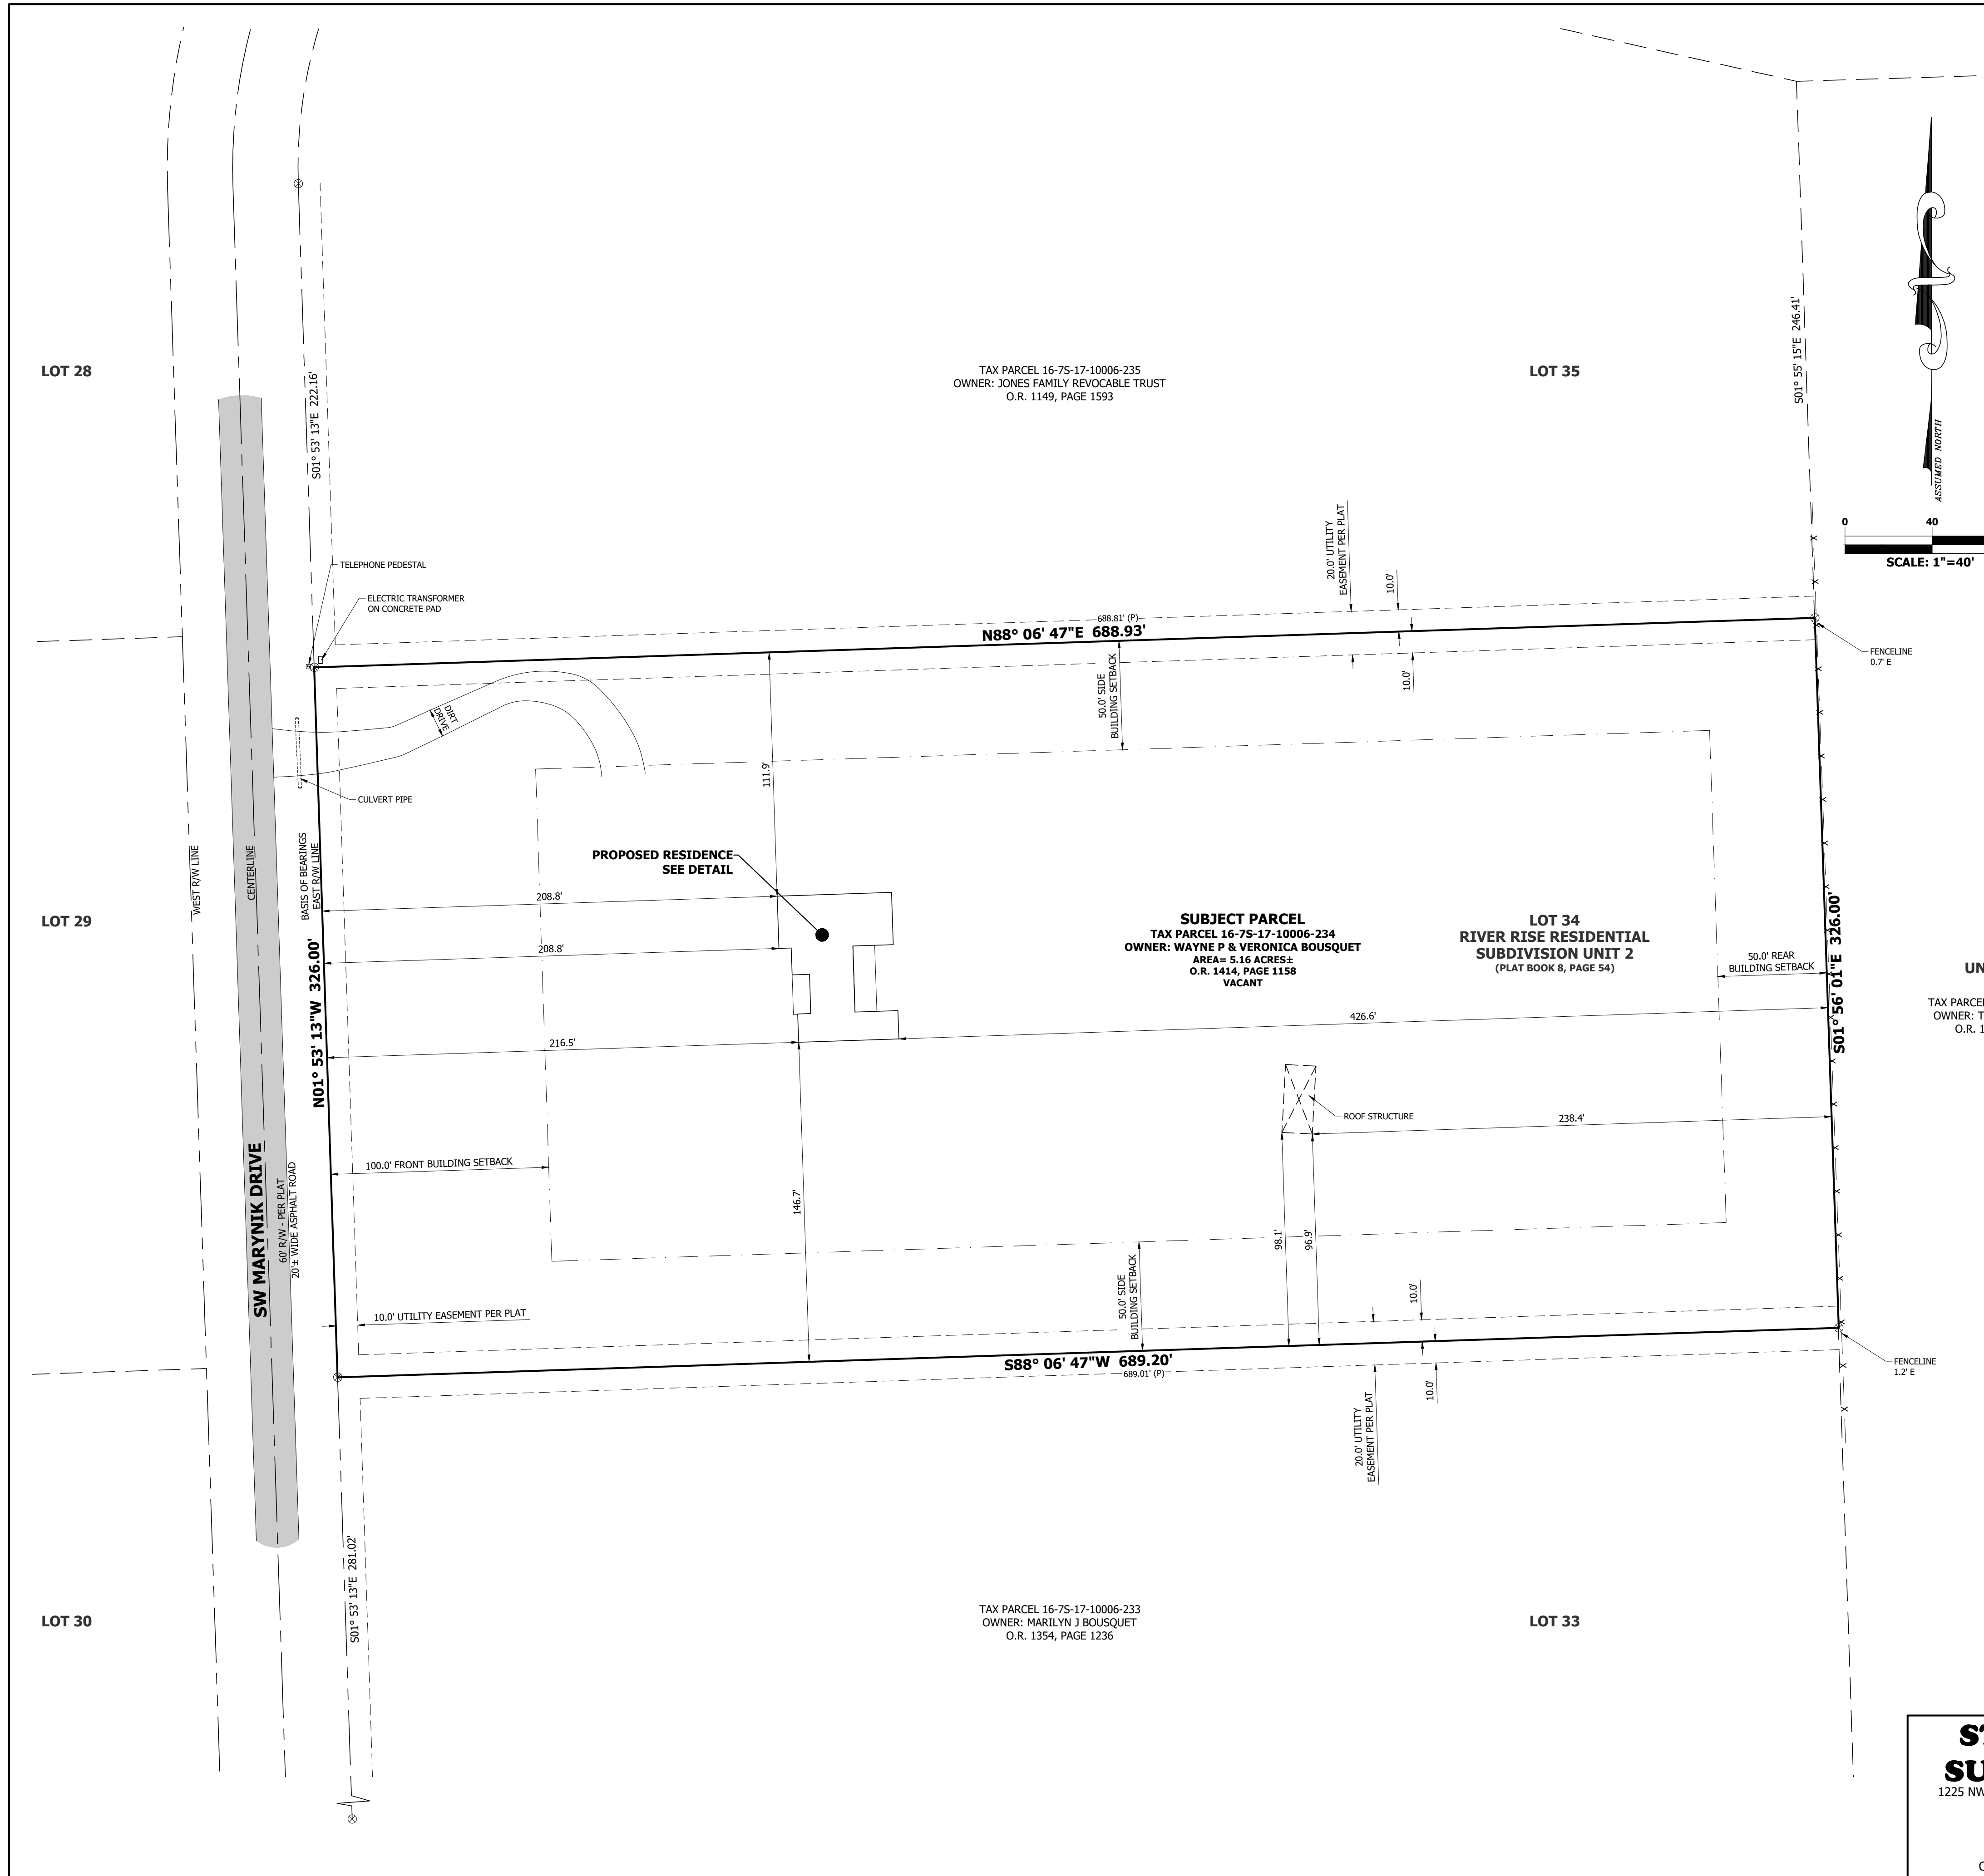 LOT 28
S01° 53' 13"E  222.16'
TAX PARCEL 16-7S-17-10006-235
OWNER: JONES FAMILY REVOCABLE TRUST
O.R. 1149, PAGE 1593
LOT 35
S01° 55' 15"E  246.41'
ASSUMED NORTH
0
40
SCALE: 1"=40'
TELEPHONE PEDESTAL
ELECTRIC TRANSFORMER
ON CONCRETE PAD
20.0' UTILITY
EASEMENT PER PLAT
10.0'
688.81' (P)
N88° 06' 47"E  688.93'
FENCELINE
0.7' E
10.0'
50.0' SIDE
BUILDING SETBACK
DIRT
DRIVE
111.9'
CULVERT PIPE
WEST R/W LINE
CENTERLINE
BASIS OF BEARINGS
EAST R/W LINE
PROPOSED RESIDENCE
SEE DETAIL
LOT 29
208.8'
208.8'
SUBJECT PARCEL
TAX PARCEL 16-7S-17-10006-234
OWNER: WAYNE P & VERONICA BOUSQUET
AREA= 5.16 ACRES±
O.R. 1414, PAGE 1158
VACANT
LOT 34
RIVER RISE RESIDENTIAL
SUBDIVISION UNIT 2
(PLAT BOOK 8, PAGE 54)
50.0' REAR
BUILDING SETBACK
S01° 56' 01"E  326.00'
UN
TAX PARCEL
OWNER: T
O.R. 1
N01° 53' 13"W  326.00'
426.6'
216.5'
ROOF STRUCTURE
238.4'
100.0' FRONT BUILDING SETBACK
146.7'
98.1'
96.9'
SW MARYNIK DRIVE
60' R/W - PER PLAT
20'± WIDE ASPHALT ROAD
50.0' SIDE
BUILDING SETBACK
10.0'
10.0' UTILITY EASEMENT PER PLAT
S88° 06' 47"W  689.20'
689.01' (P)
FENCELINE
1.2' E
10.0'
20.0' UTILITY
EASEMENT PER PLAT
S01° 53' 13"E  281.02'
LOT 30
TAX PARCEL 16-7S-17-10006-233
OWNER: MARILYN J BOUSQUET
O.R. 1354, PAGE 1236
LOT 33
ST
SU
1225 NW